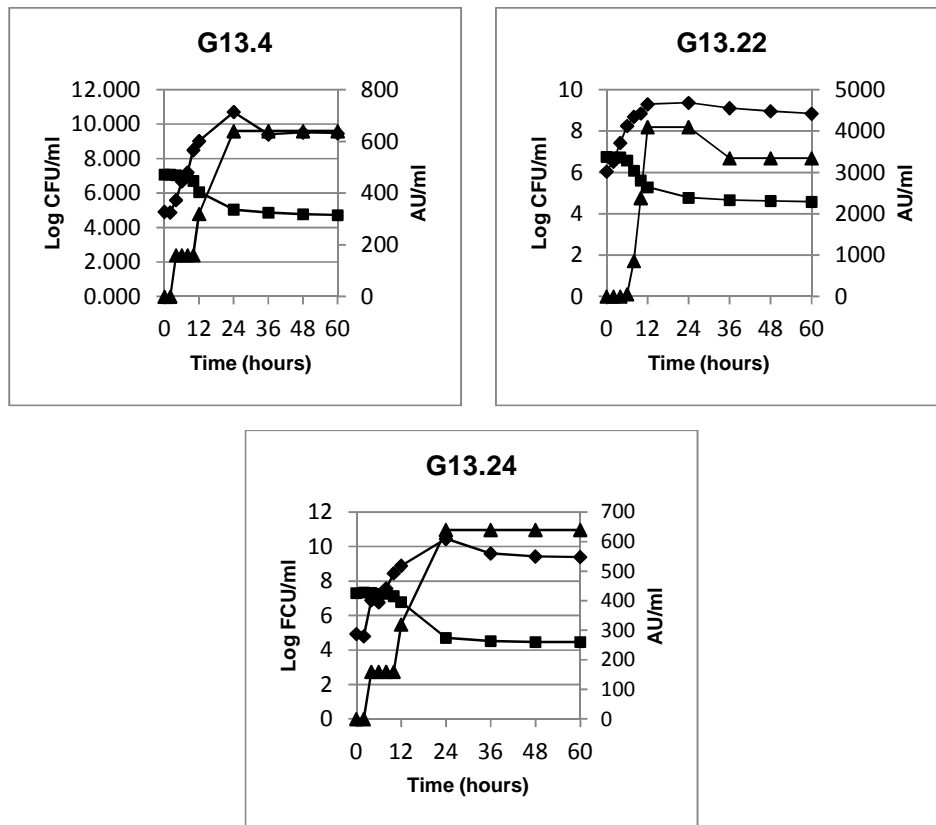 G13.4
12.000
10.000
8.000
6.000
4.000
2.000
0.000
Log CFU/ml
800
600
400
200
0
AU/ml
0 12 24 36 48 60
Time (hours)
G13.22
10
8
6
4
2
0
Log CFU/ml
5000
4000
3000
2000
1000
0
AU/ml
0 12 24 36 48 60
Time (hours)
G13.24
12
10
8
6
4
2
0
Log FCU/ml
700
600
500
400
300
200
100
0
AU/ml
0 12 24 36 48 60
Time (hours)